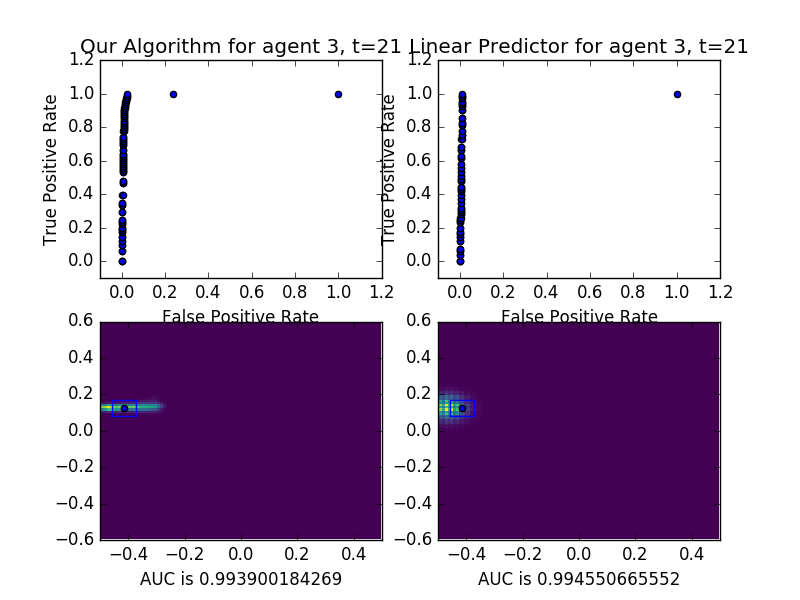 Our Algorithm for agent 3, t=21
Linear Predictor for agent 3, t=21
1.2
1.0
0.8
0.6
0.4
0.2
0.0
True Positive Rate
0.0 0.2 0.4 0.6 0.8 1.0 1.2
False Positive Rate
1.2
1.0
0.8
0.6
0.4
0.2
0.0
True Positive Rate
0.0 0.2 0.4 0.6 0.8 1.0 1.2
False Positive Rate
0.6
0.4
0.2
0.0
−0.2
−0.4
−0.6
−0.4 −0.2 0.0 0.2 0.4
AUC is 0.993900184269
0.6
0.4
0.2
0.0
−0.2
−0.4
−0.6
−0.4 −0.2 0.0 0.2 0.4
AUC is 0.994550665552